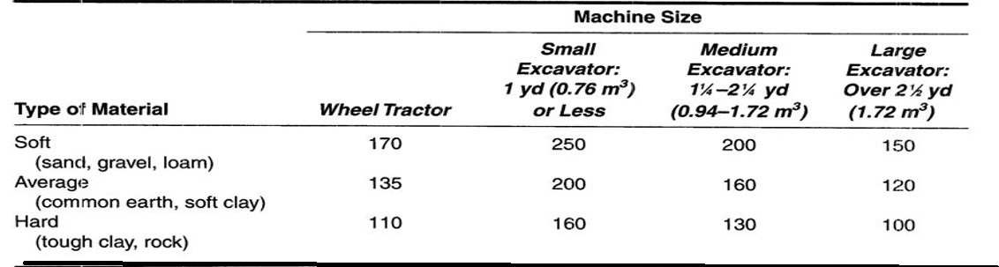 Machine Size
Small Medium Large
Excavator: Excavator: Excavator:
1 yd (0.76 m³) 1¼–2¼ yd Over 2½ yd
Type of Material Wheel Tractor or Less (0.94–1.72 m³) (1.72 m³)
Soft 170 250 200 150
(sand, gravel, loam)
Average 135 200 160 120
(common earth, soft clay)
Hard 110 160 130 100
(tough clay, rock)